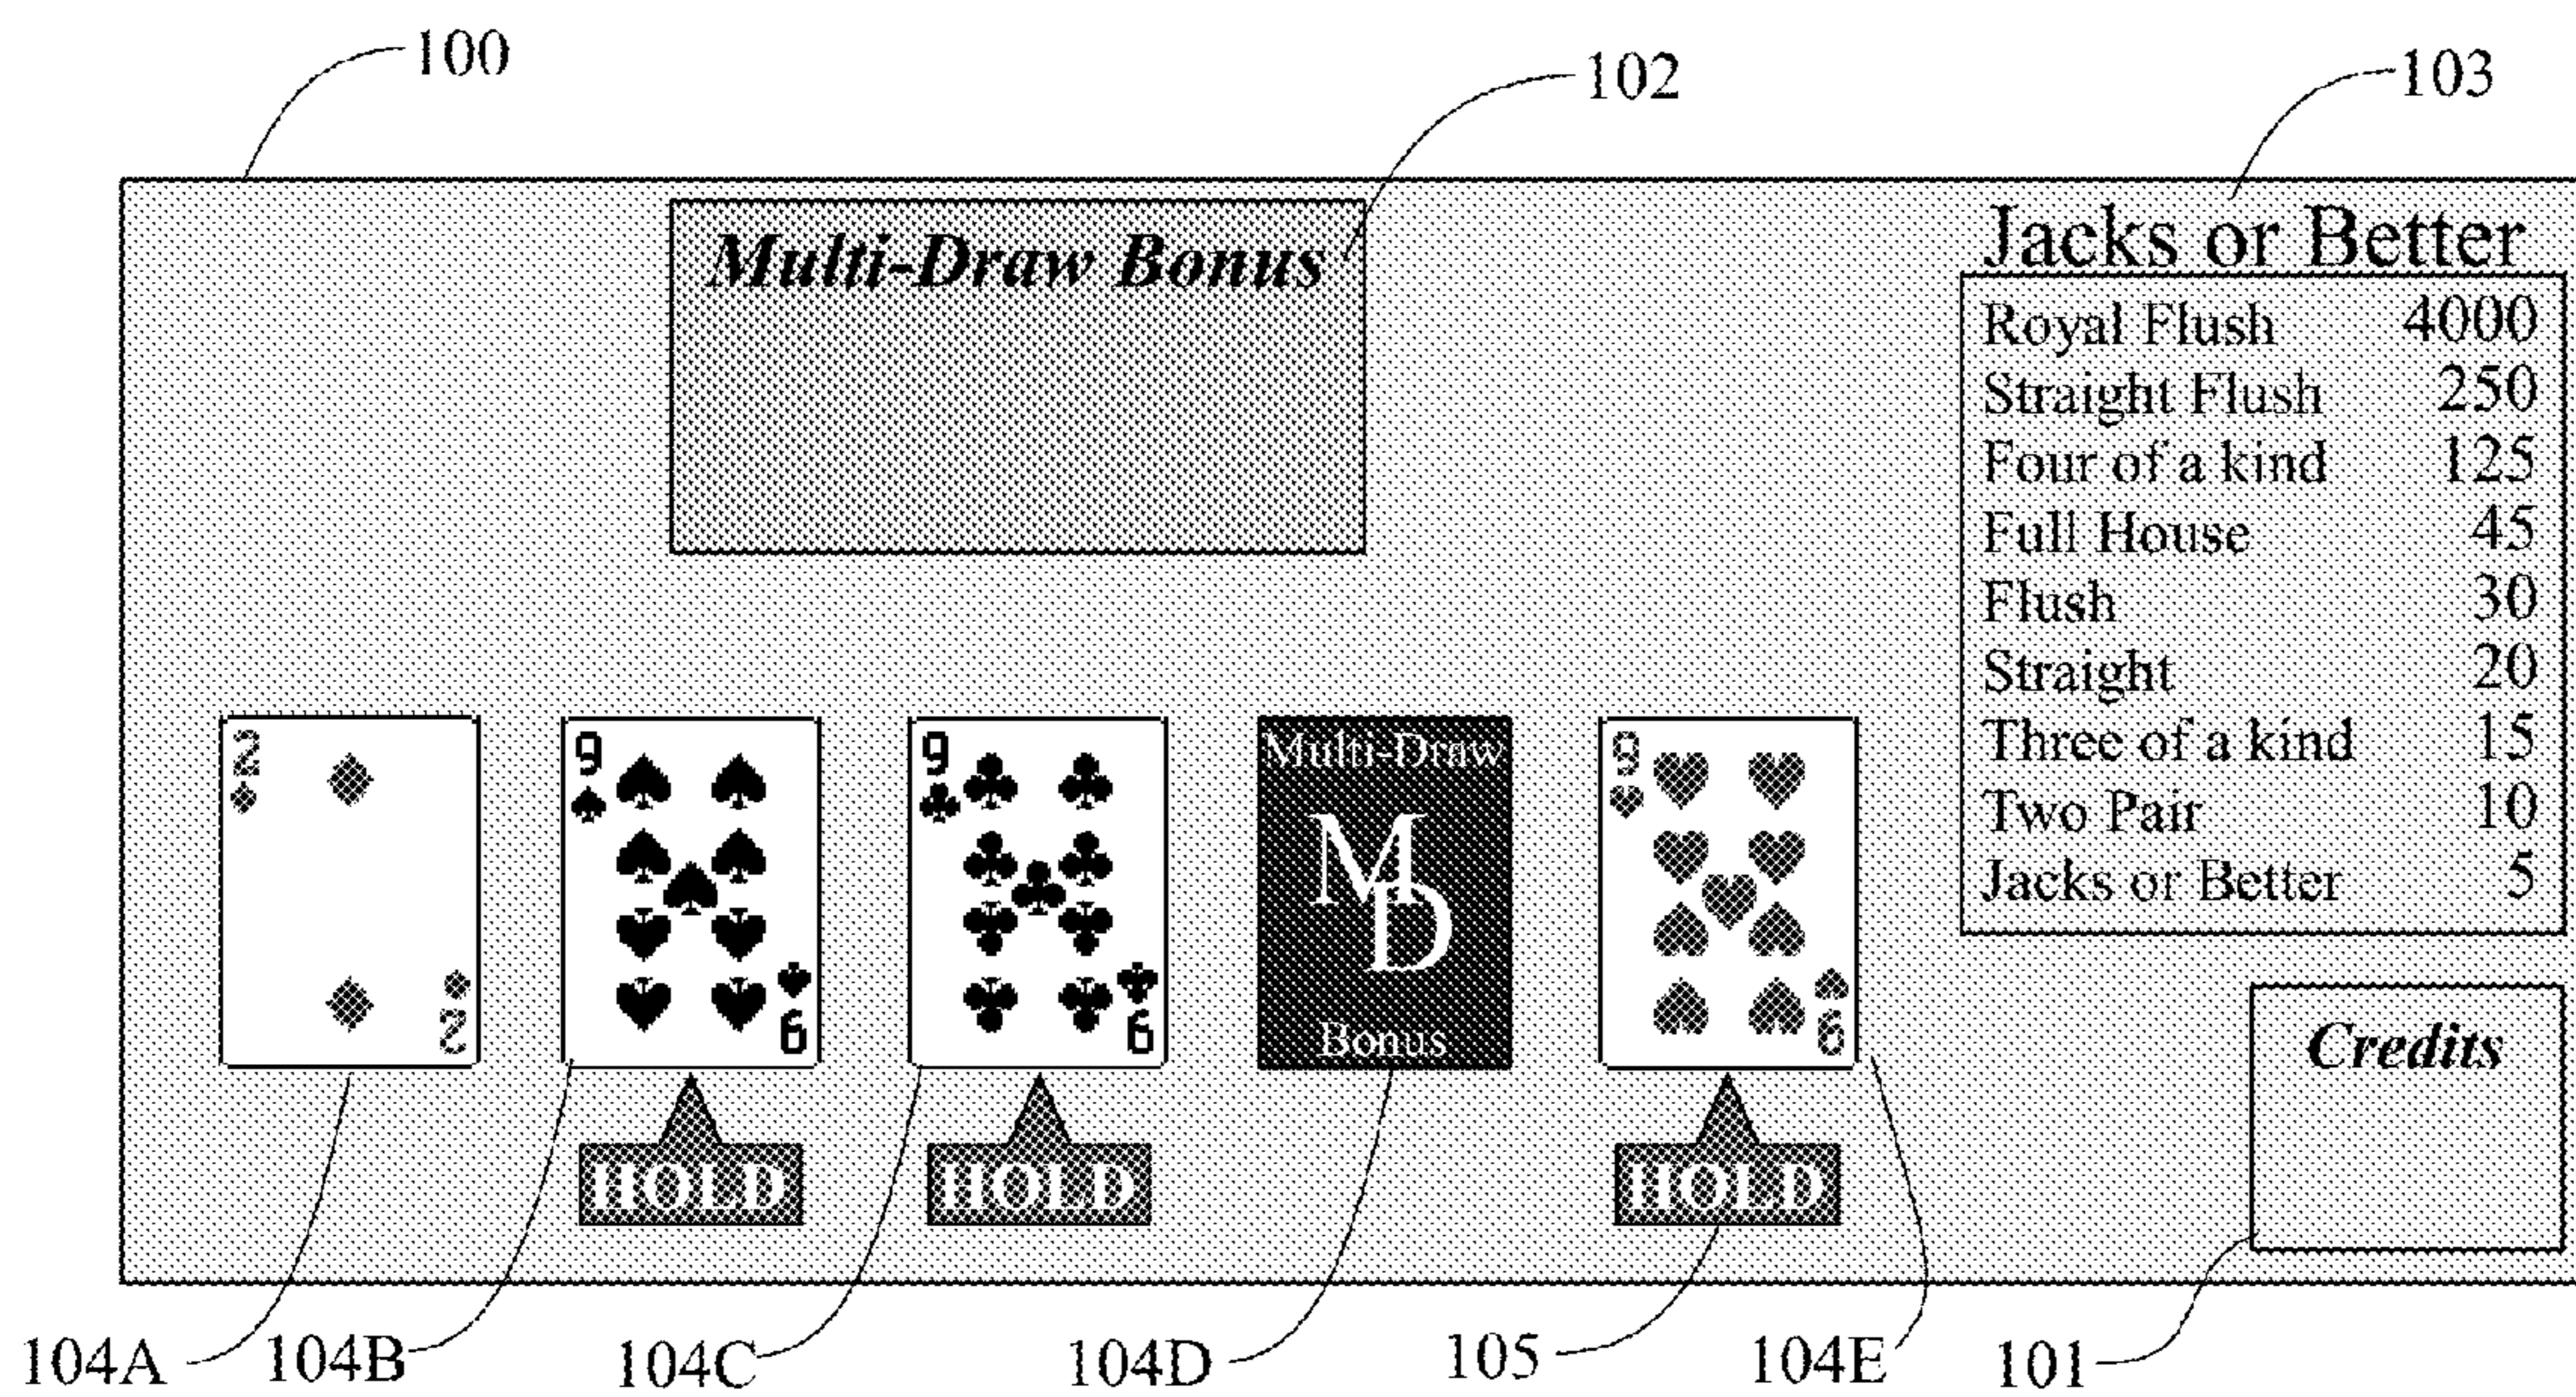 100
102
103
Multi-Draw Bonus
Jacks or Better
Royal Flush 4000
Straight Flush 250
Four of a kind 125
Full House 45
Flush 30
Straight 20
Three of a kind 15
Two Pair 10
Jacks or Better 5
2
9
9
Multi-Draw
MD
Bonus
9
2
9
9
9
HOLD
HOLD
HOLD
Credits
104A
104B
104C
104D
105
104E
101